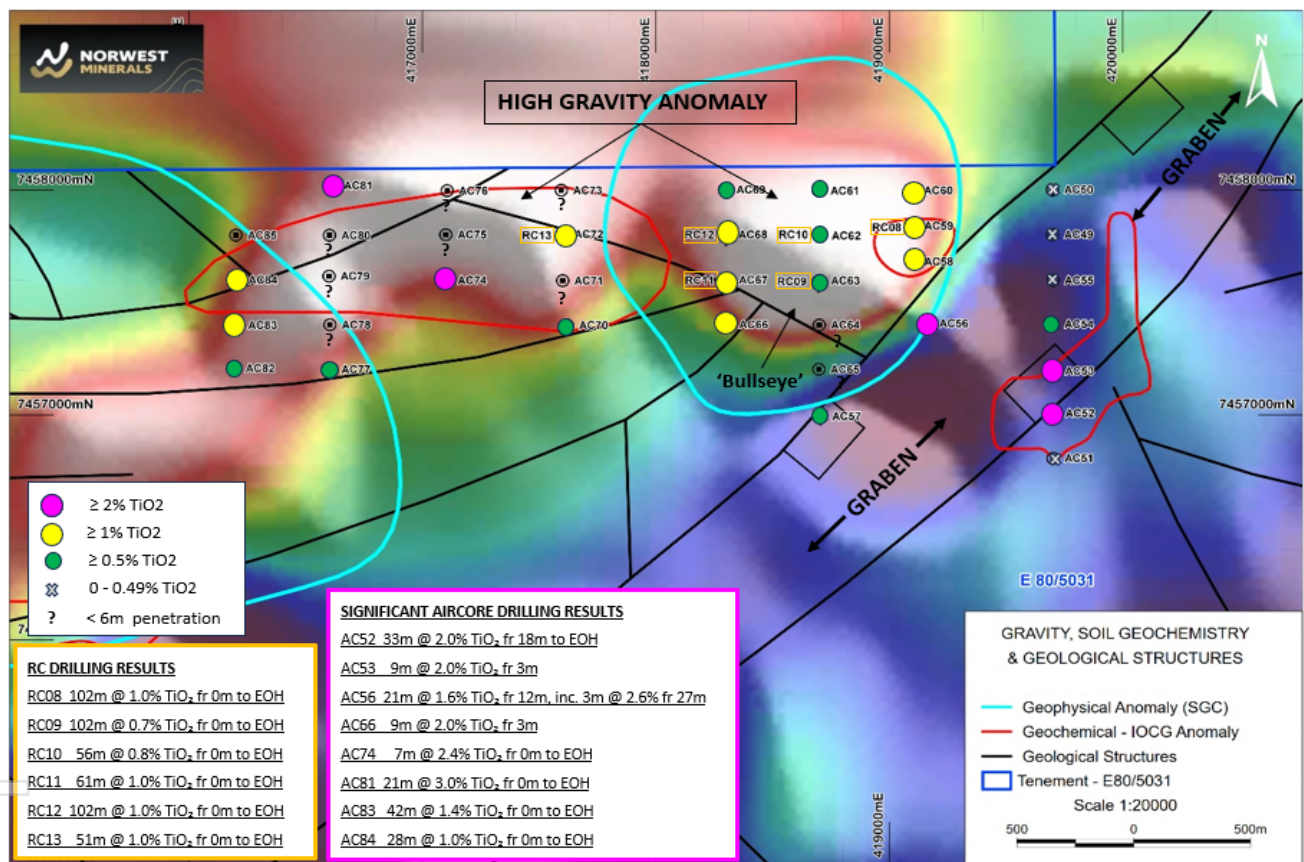 NORWEST
MINERALS
417000mE
418000mE
419000mE
420000mE
N
HIGH GRAVITY ANOMALY
GRABEN
7458000mN
7458000mN
AC81
AC76
AC73
AC69
AC61
AC60
AC50
AC85
AC80
AC75
RC13
AC72
RC12
AC68
RC10
AC62
RC08
AC59
AC49
AC58
AC84
AC79
AC74
AC71
RC11
RC09
AC63
AC55
AC83
AC78
AC70
AC66
AC64
AC56
AC54
AC82
AC77
'Bullseye'
AC65
AC53
7457000mN
7457000mN
AC57
AC52
AC51
GRABEN
? ? ? ? ? ? ?
≥ 2% TiO2
≥ 1% TiO2
≥ 0.5% TiO2
0 - 0.49% TiO2
? < 6m penetration
E 80/5031
RC DRILLING RESULTS
RC08 102m @ 1.0% TiO₂ fr 0m to EOH
RC09 102m @ 0.7% TiO₂ fr 0m to EOH
RC10 56m @ 0.8% TiO₂ fr 0m to EOH
RC11 61m @ 1.0% TiO₂ fr 0m to EOH
RC12 102m @ 1.0% TiO₂ fr 0m to EOH
RC13 51m @ 1.0% TiO₂ fr 0m to EOH
SIGNIFICANT AIRCORE DRILLING RESULTS
AC52 33m @ 2.0% TiO₂ fr 18m to EOH
AC53 9m @ 2.0% TiO₂ fr 3m
AC56 21m @ 1.6% TiO₂ fr 12m, inc. 3m @ 2.6% fr 27m
AC66 9m @ 2.0% TiO₂ fr 3m
AC74 7m @ 2.4% TiO₂ fr 0m to EOH
AC81 21m @ 3.0% TiO₂ fr 0m to EOH
AC83 42m @ 1.4% TiO₂ fr 0m to EOH
AC84 28m @ 1.0% TiO₂ fr 0m to EOH
419000mE
GRAVITY, SOIL GEOCHEMISTRY
& GEOLOGICAL STRUCTURES
Geophysical Anomaly (SGC)
Geochemical - IOCG Anomaly
Geological Structures
Tenement - E80/5031
Scale 1:20000
500 0 500m